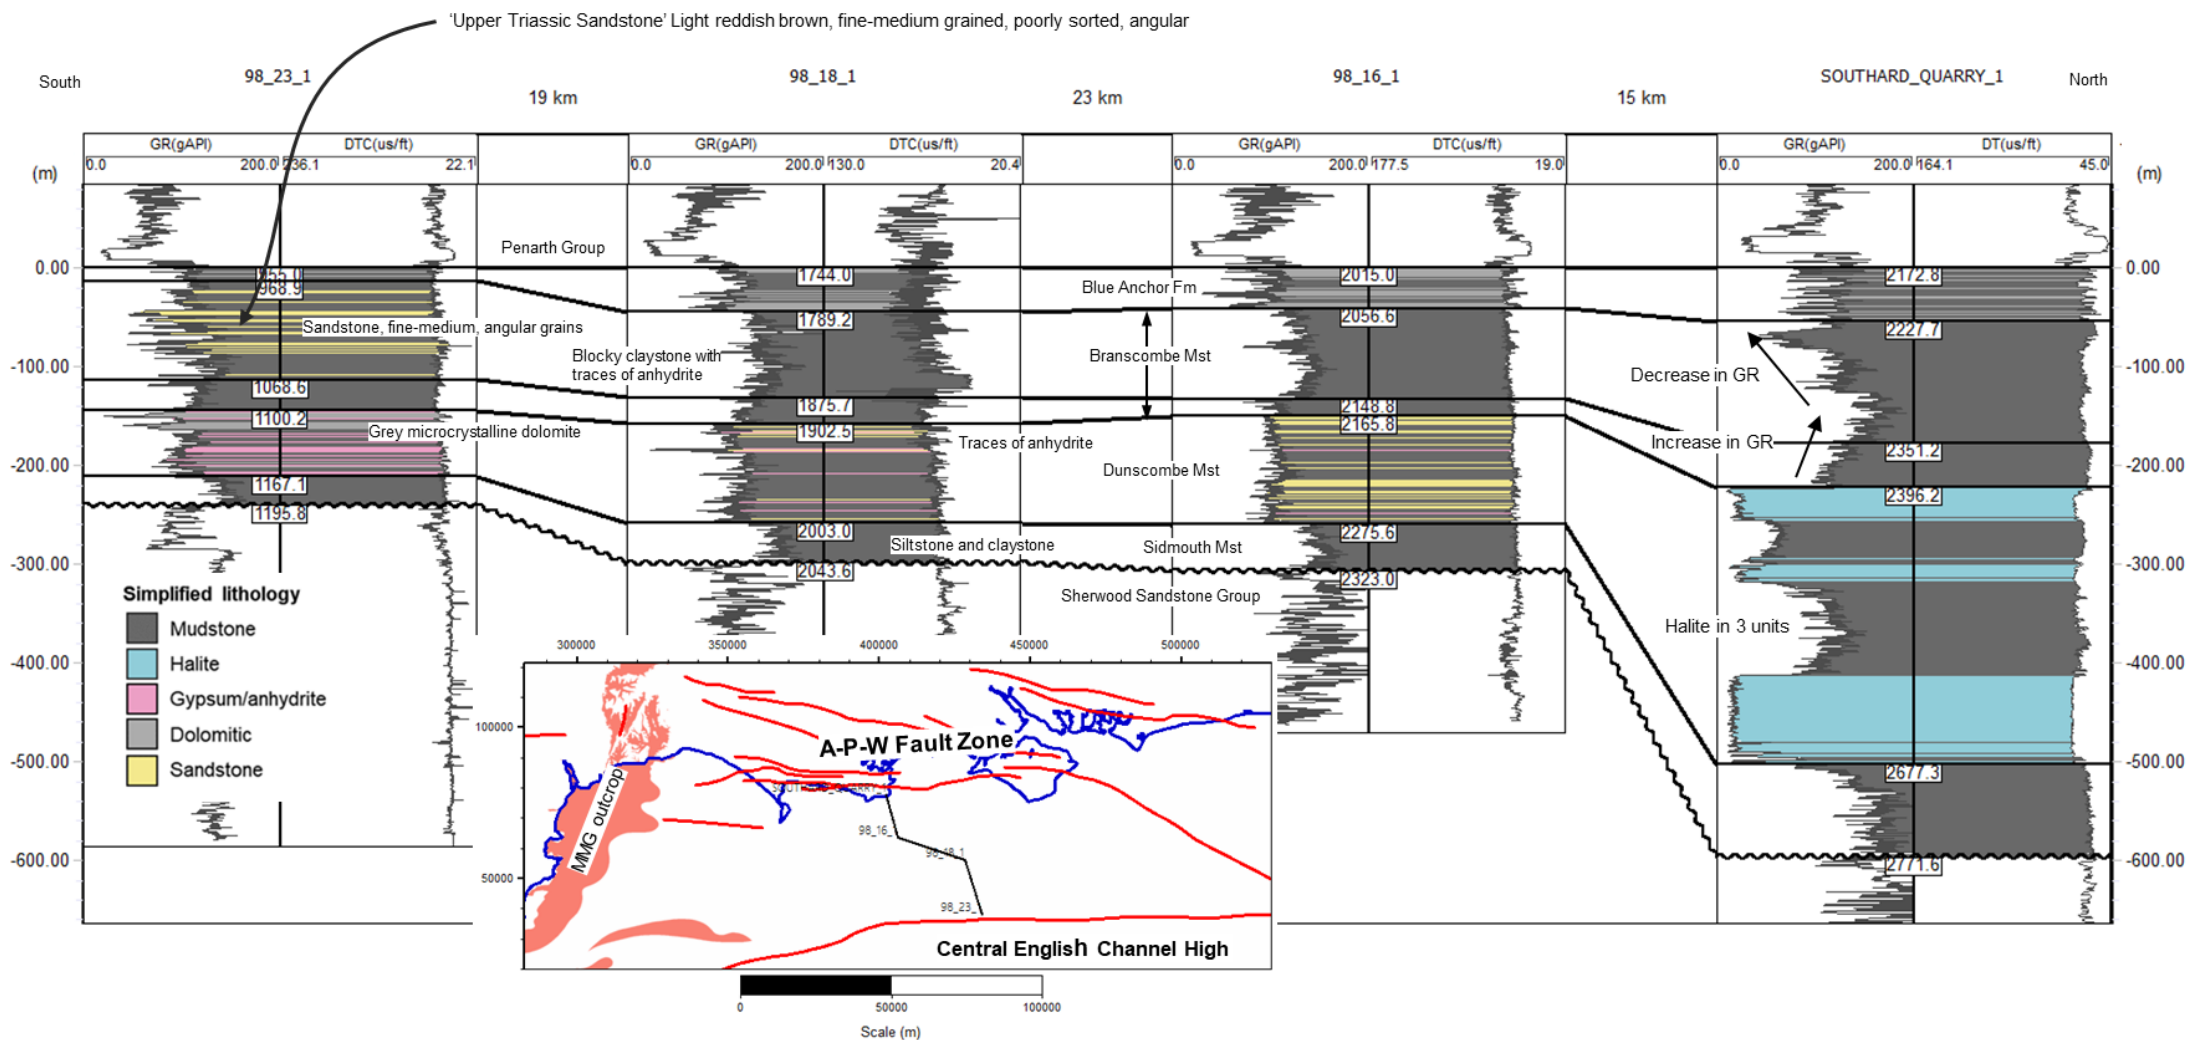 ‘Upper Triassic Sandstone’ Light reddish brown, fine-medium grained, poorly sorted, angular
South
98_23_1
98_18_1
98_16_1
SOUTHARD_QUARRY_1
North
19 km
23 km
15 km
GR(gAPI)
DTC(us/ft)
GR(gAPI)
DTC(us/ft)
GR(gAPI)
DTC(us/ft)
GR(gAPI)
DT(us/ft)
(m)
0.0
200.0
236.1
22.1
0.0
200.0
130.0
20.4
0.0
200.0
177.5
19.0
0.0
200.0
164.1
45.0
(m)
Penarth Group
0.00
955.0
1744.0
2015.0
2172.8
0.00
968.9
Blue Anchor Fm
1789.2
2056.6
2227.7
Sandstone, fine-medium, angular grains
Blocky claystone with
traces of anhydrite
Branscombe Mst
-100.00
-100.00
Decrease in GR
1068.6
1875.7
2148.8
1100.2
1902.5
2165.8
Grey microcrystalline dolomite
Traces of anhydrite
Increase in GR
2351.2
-200.00
Dunscombe Mst
-200.00
1167.1
2396.2
1195.8
2003.0
2275.6
Siltstone and claystone
Sidmouth Mst
-300.00
2043.6
2323.0
-300.00
Sherwood Sandstone Group
Simplified lithology
Mudstone
Halite
Gypsum/anhydrite
Dolomitic
Sandstone
Halite in 3 units
-400.00
-400.00
-500.00
-500.00
2677.3
-600.00
-600.00
2771.6
300000
350000
400000
450000
500000
100000
50000
A-P-W Fault Zone
MMG outcrop
SOUTHARD_QUARRY_
98_16_
98_18_1
98_23_
Central English Channel High
0
50000
100000
Scale (m)